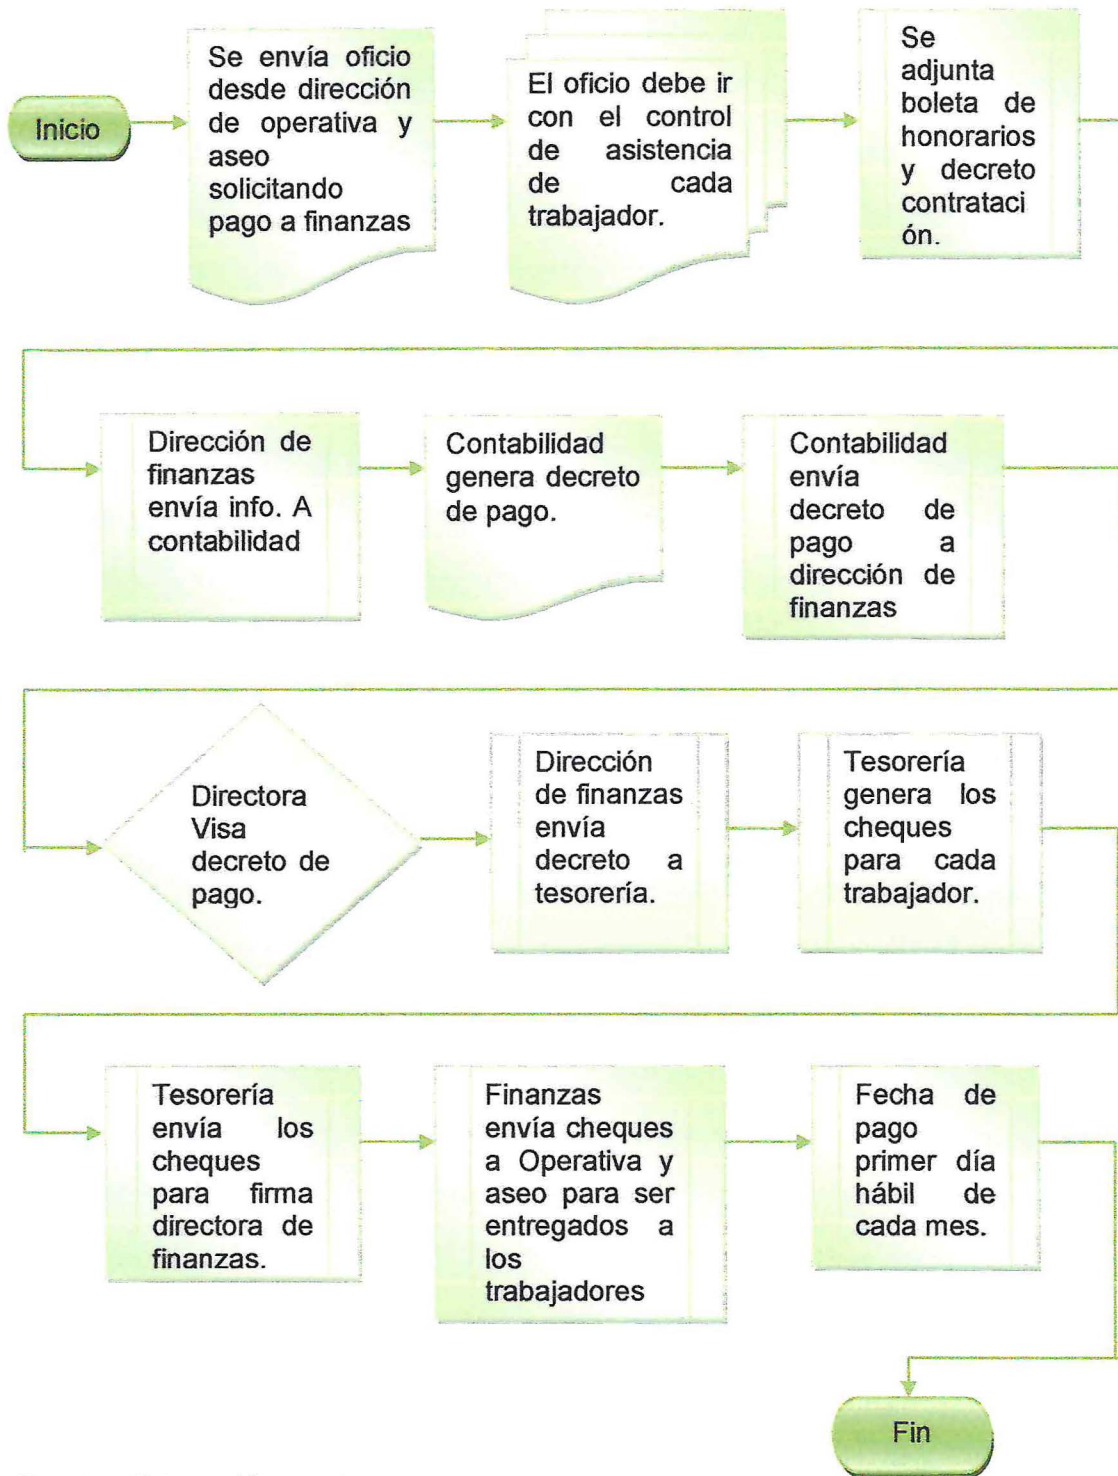 Inicio
Se envía oficio
desde dirección
de operativa y
aseo
solicitando
pago a finanzas
El oficio debe ir
con el control
de asistencia
de cada
trabajador.
Se
adjunta
boleta de
honorarios
y decreto
contrataci
ón.
Dirección de
finanzas
envía info. A
contabilidad
Contabilidad
genera decreto
de pago.
Contabilidad
envía
decreto de
pago a
dirección de
finanzas
Directora
Visa
decreto de
pago.
Dirección
de finanzas
envía
decreto a
tesorería.
Tesorería
genera los
cheques
para cada
trabajador.
Tesorería
envía los
cheques
para firma
directora de
finanzas.
Finanzas
envía cheques
a Operativa y
aseo para ser
entregados a
los
trabajadores
Fecha de
pago
primer día
hábil de
cada mes.
Fin